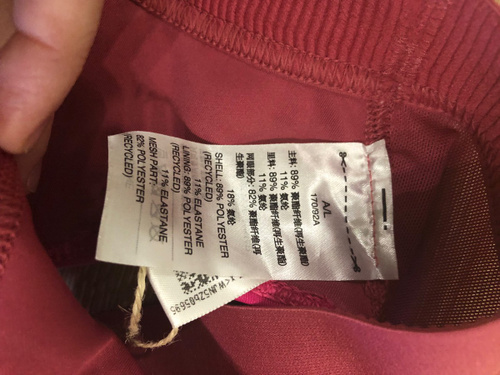 A/L
170/92A
主料: 89% 聚酯纤维(再生聚酯)
11% 氨纶
里料: 89% 聚酯纤维(再生聚酯)
11% 氨纶
网眼部分: 82% 聚酯纤维(再
生聚酯)
18% 氨纶
SHELL: 89% POLYESTER
(RECYCLED)
11% ELASTANE
LINING: 89% POLYESTER
(RECYCLED)
11% ELASTANE
MESH PART:
82% POLYESTER
(RECYCLED)